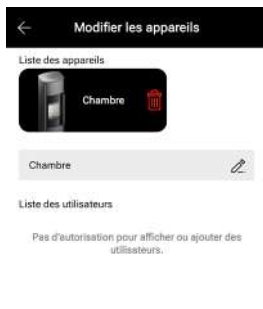 Modifier les appareils
Liste des appareils
Chambre
Chambre
Liste des utilisateurs
Pas d'autorisation pour afficher ou ajouter des
utilisateurs.